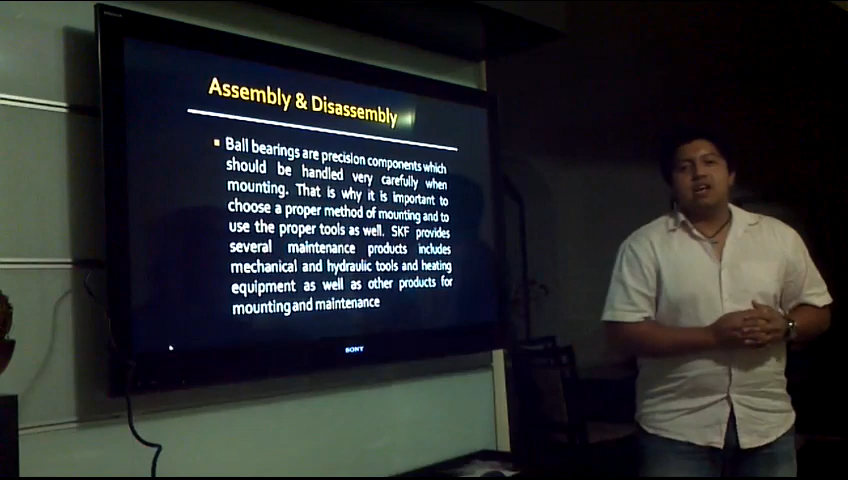 Assembly & Disassembly
Ball bearings are precision components which
should be handled very carefully when
mounting. That is why it is important to
choose a proper method of mounting and to
use the proper tools as well. SKF provides
several maintenance products includes
mechanical and hydraulic tools and heating
equipment as well as other products for
mounting and maintenance
SONY